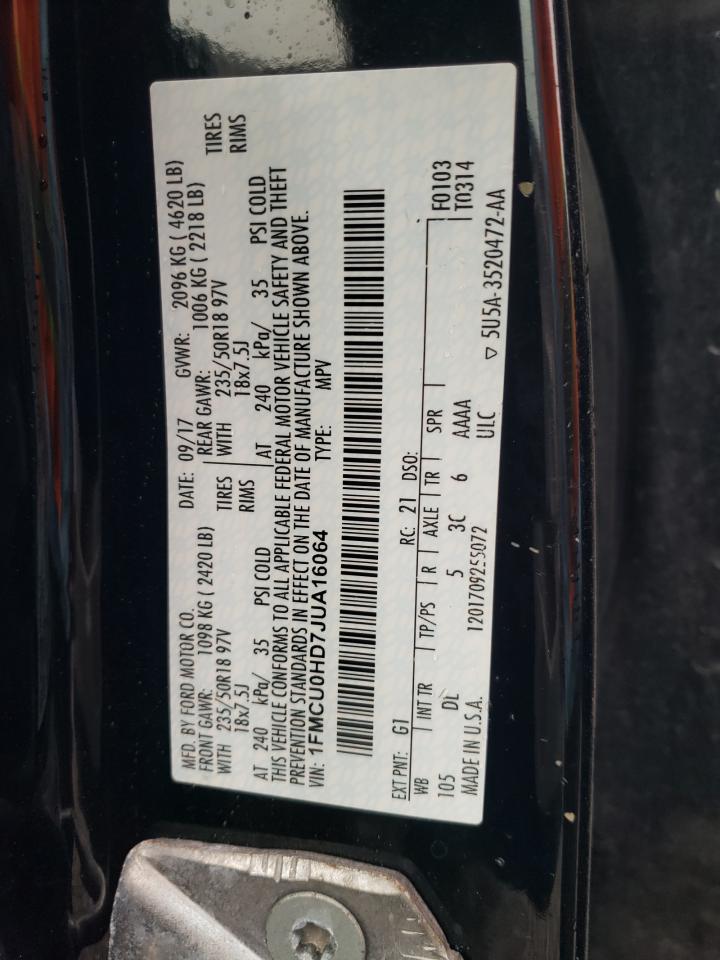 MFD. BY FORD MOTOR CO. DATE: 09/17 GVWR: 2096 KG ( 4620 LB)
FRONT GAWR: 1098 KG ( 2420 LB) REAR GAWR: 1006 KG ( 2218 LB)
WITH 235/50R18 97V TIRES WITH 235/50R18 97V TIRES
18x7.5J RIMS 18x7.5J RIMS
AT 240 kPa/ 35 PSI COLD AT 240 kPa/ 35 PSI COLD
THIS VEHICLE CONFORMS TO ALL APPLICABLE FEDERAL MOTOR VEHICLE SAFETY AND THEFT
PREVENTION STANDARDS IN EFFECT ON THE DATE OF MANUFACTURE SHOWN ABOVE.
VIN: 1FMCU0HD7JUA16064 TYPE: MPV
EXT PNT: G1 RC: 21 DSO: F0103
WB INT TR TP/PS R AXLE TR SPR T0314
105 DL 5 3C 6 AAAA
MADE IN U.S.A. 120170925S072 ULC ▽ 5U5A-3520472-AA